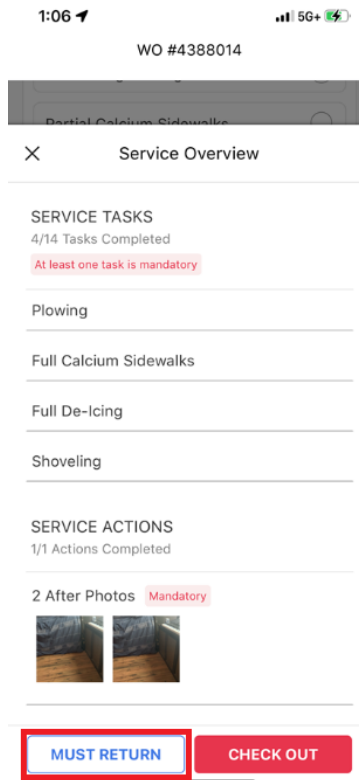 1:06 5G+
WO #4388014
Partial Calcium Sidewalks
Service Overview
SERVICE TASKS
4/14 Tasks Completed
At least one task is mandatory
Plowing
Full Calcium Sidewalks
Full De-Icing
Shoveling
SERVICE ACTIONS
1/1 Actions Completed
2 After Photos Mandatory
MUST RETURN CHECK OUT